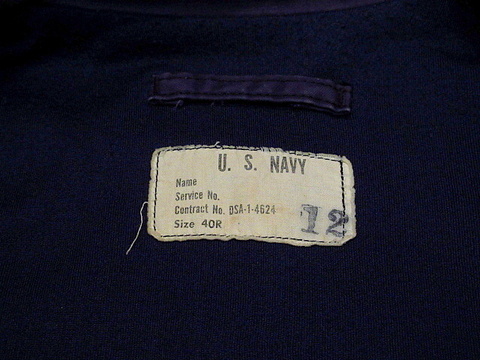 U. S. NAVY
Name
Service No.
Contract No. DSA-1-4624
Size 40R
12